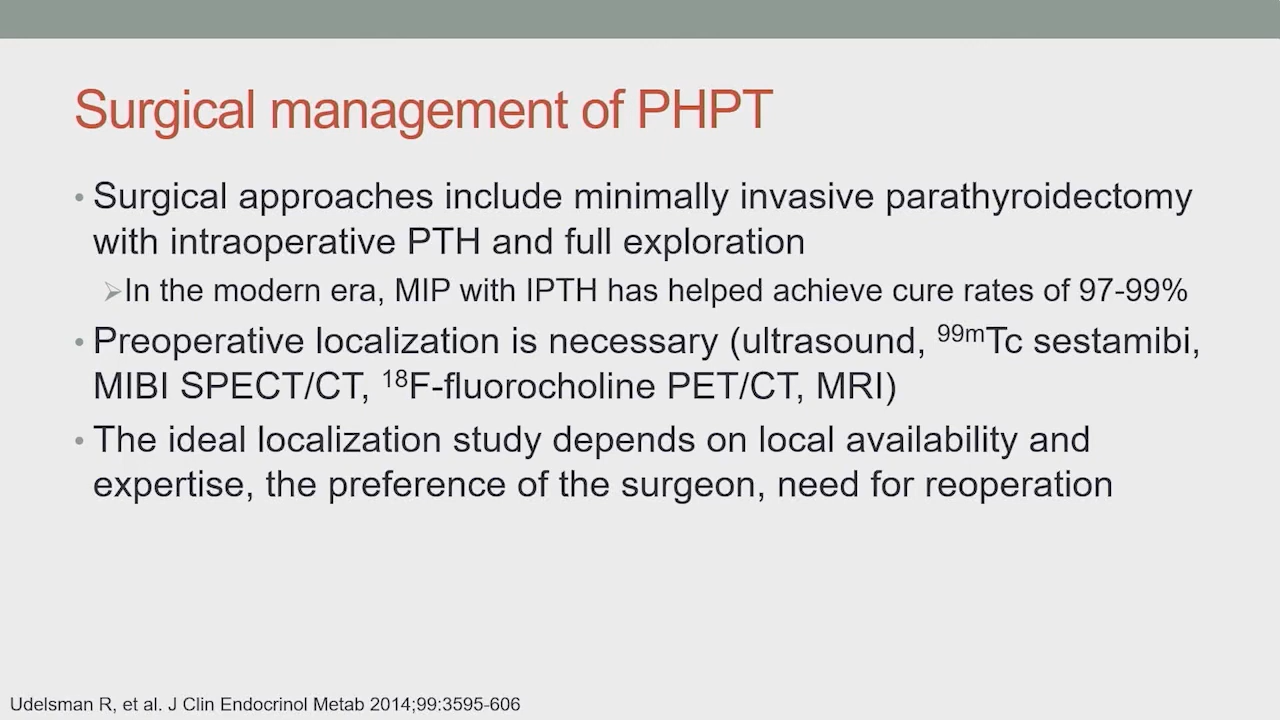 Surgical management of PHPT
• Surgical approaches include minimally invasive parathyroidectomy
with intraoperative PTH and full exploration
➢In the modern era, MIP with IPTH has helped achieve cure rates of 97-99%
• Preoperative localization is necessary (ultrasound, ⁹⁹ᵐTc sestamibi,
MIBI SPECT/CT, ¹⁸F-fluorocholine PET/CT, MRI)
• The ideal localization study depends on local availability and
expertise, the preference of the surgeon, need for reoperation
Udelsman R, et al. J Clin Endocrinol Metab 2014;99:3595-606